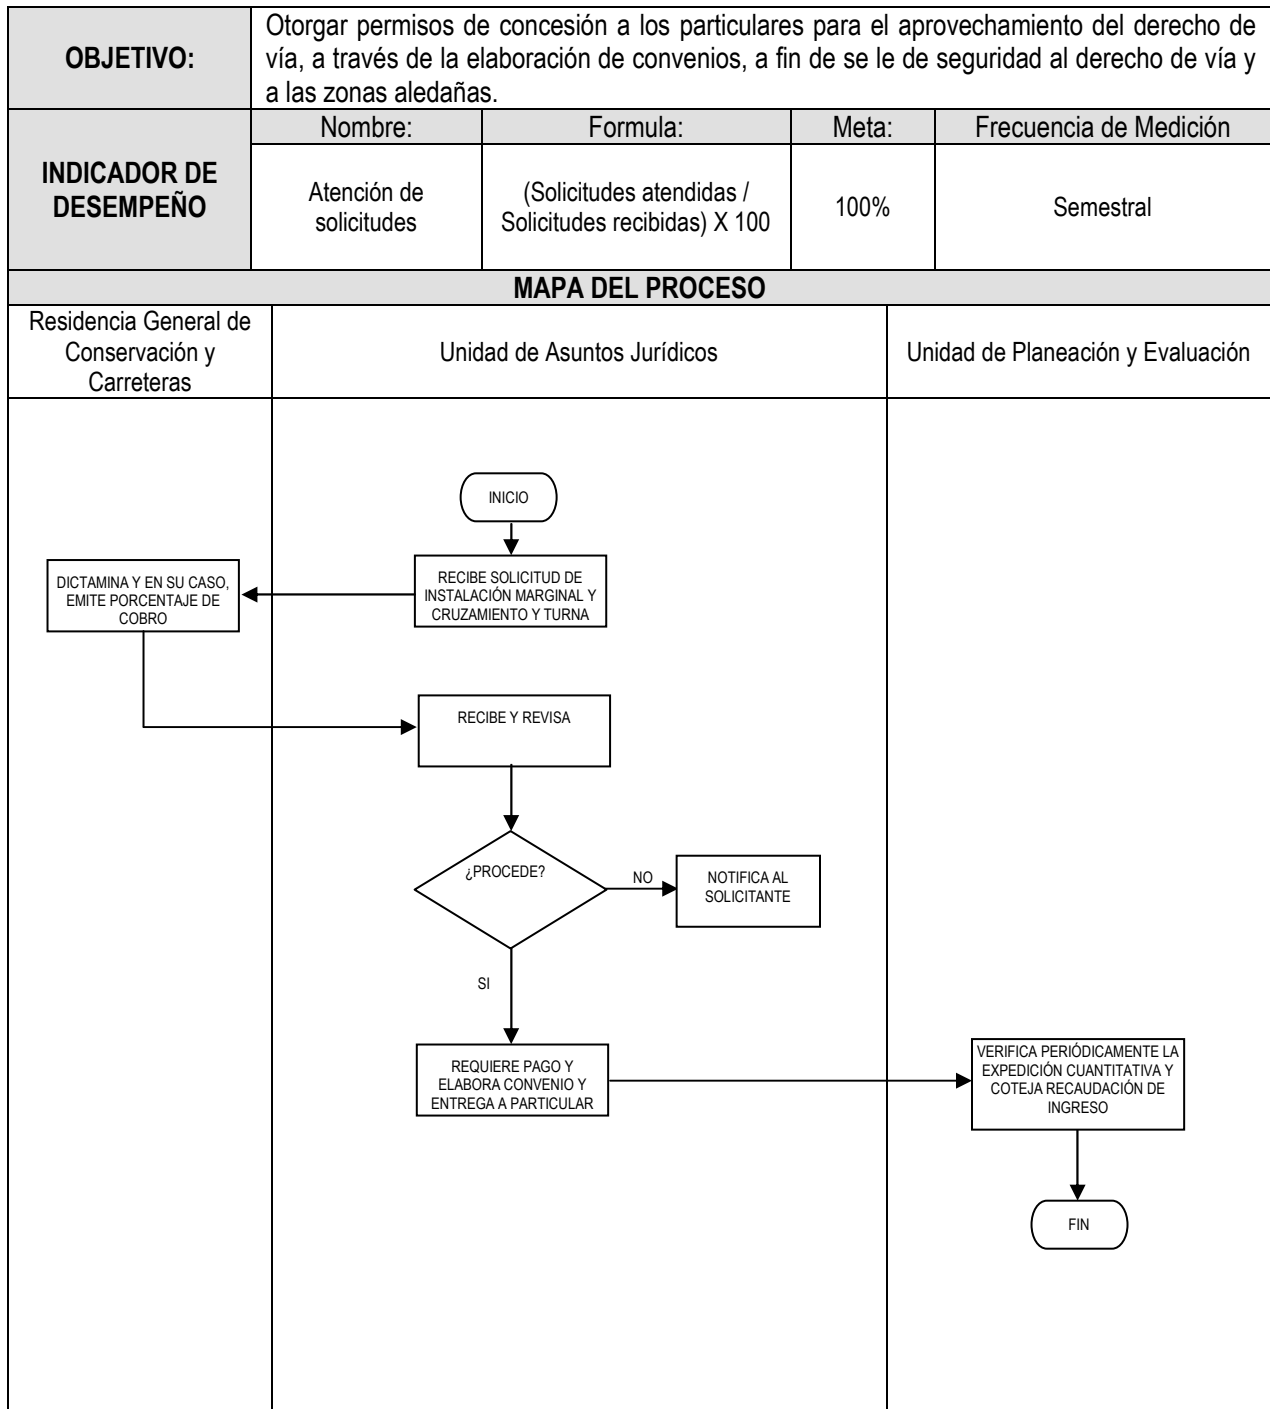 OBJETIVO:
Otorgar permisos de concesión a los particulares para el aprovechamiento del derecho de
vía, a través de la elaboración de convenios, a fin de se le de seguridad al derecho de vía y
a las zonas aledañas.
INDICADOR DE
DESEMPEÑO
Nombre:
Formula:
Meta:
Frecuencia de Medición
Atención de
solicitudes
(Solicitudes atendidas /
Solicitudes recibidas) X 100
100%
Semestral
MAPA DEL PROCESO
Residencia General de
Conservación y
Carreteras
Unidad de Asuntos Jurídicos
Unidad de Planeación y Evaluación
INICIO
RECIBE SOLICITUD DE
INSTALACIÓN MARGINAL Y
CRUZAMIENTO Y TURNA
DICTAMINA Y EN SU CASO,
EMITE PORCENTAJE DE
COBRO
RECIBE Y REVISA
¿PROCEDE?
NO
NOTIFICA AL
SOLICITANTE
SI
REQUIERE PAGO Y
ELABORA CONVENIO Y
ENTREGA A PARTICULAR
VERIFICA PERIÓDICAMENTE LA
EXPEDICIÓN CUANTITATIVA Y
COTEJA RECAUDACIÓN DE
INGRESO
FIN